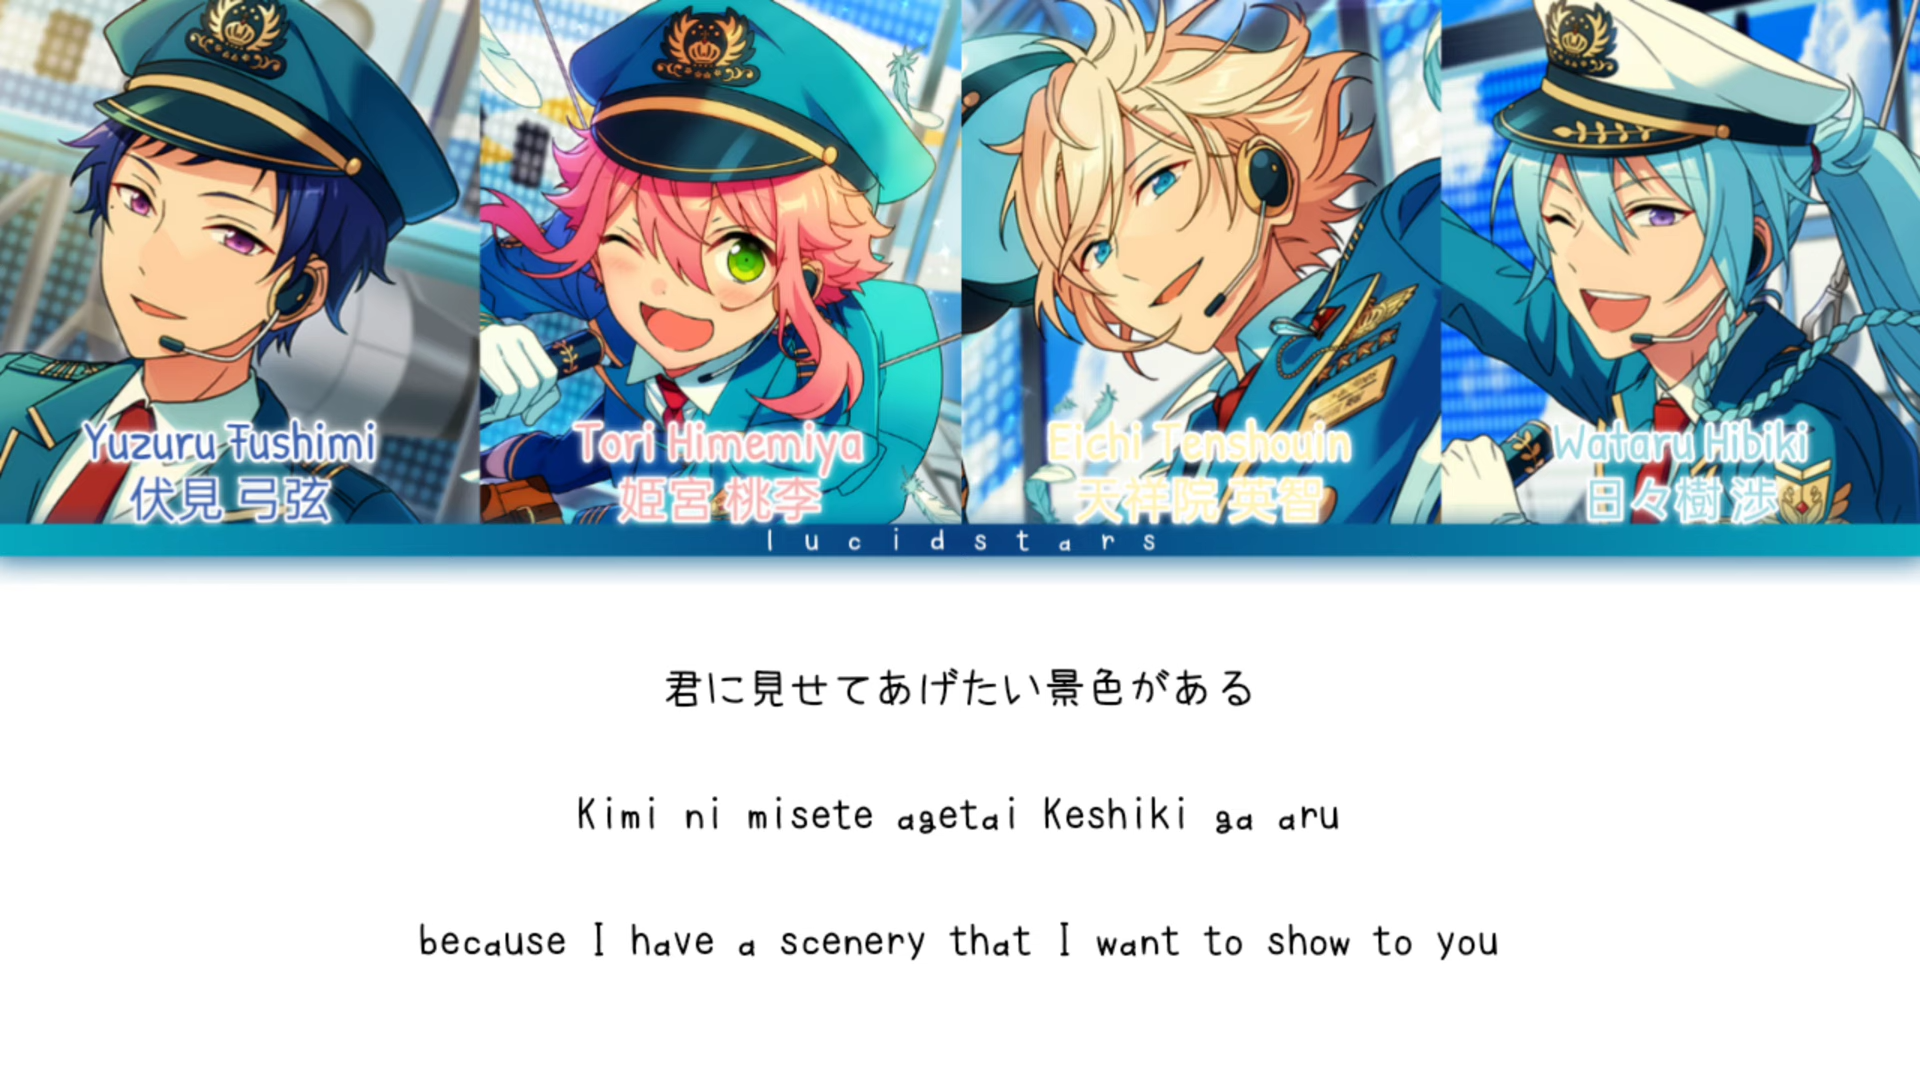 Yuzuru Fushimi
伏見 弓弦
Tori Himemiya
姫宮 桃李
Eichi Tenshouin
天祥院 英智
Wataru Hibiki
日々樹 渉
lucidstars
君に見せてあげたい景色がある
Kimi ni misete agetai Keshiki ga aru
because I have a scenery that I want to show to you